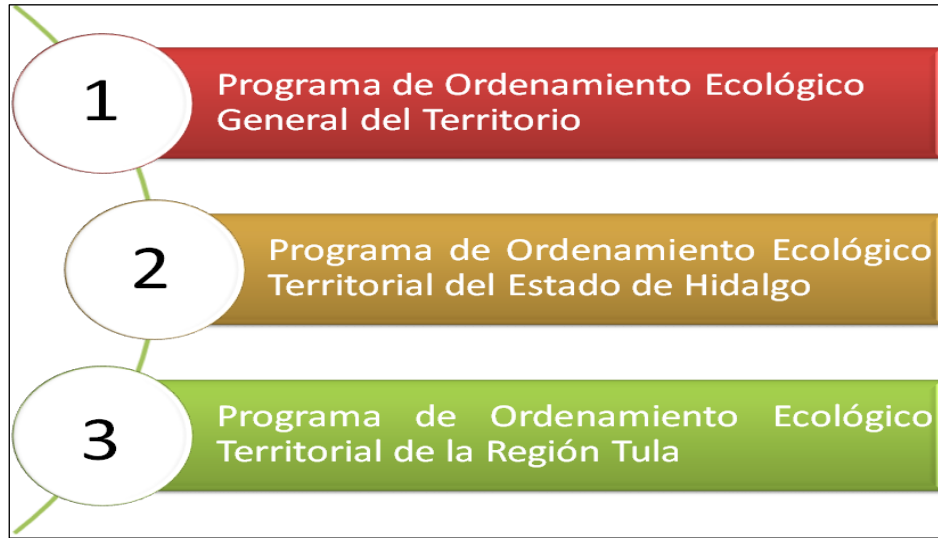 1
Programa de Ordenamiento Ecológico
General del Territorio
2
Programa de Ordenamiento Ecológico
Territorial del Estado de Hidalgo
3
Programa de Ordenamiento Ecológico
Territorial de la Región Tula